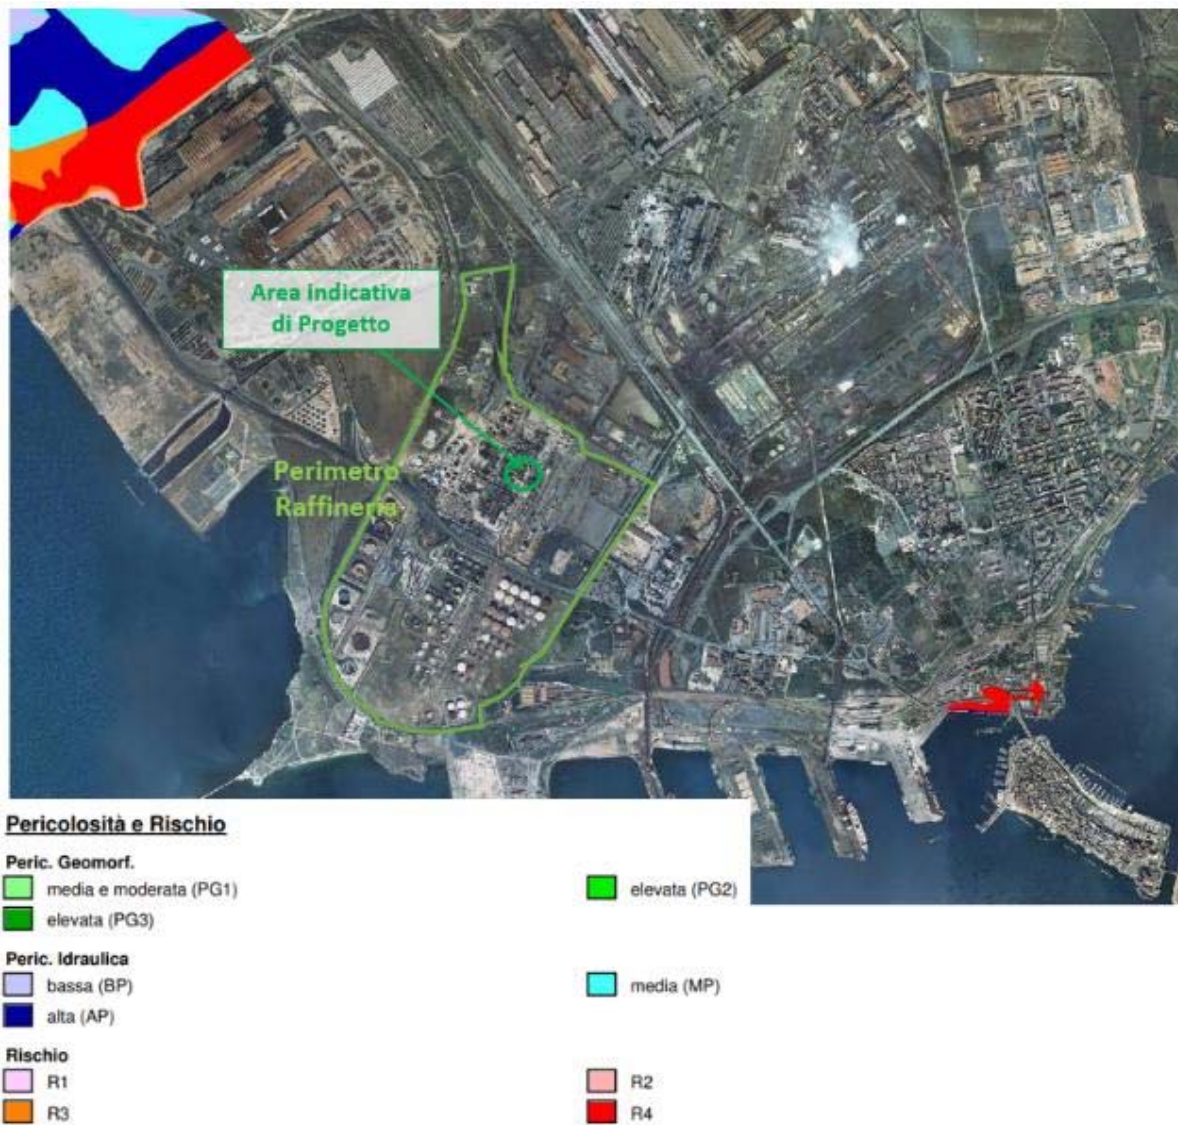 Area indicativa
di Progetto
Perimetro
Raffineria
Pericolosità e Rischio
Peric. Geomorf.
media e moderata (PG1)
elevata (PG2)
elevata (PG3)
Peric. Idraulica
bassa (BP)
media (MP)
alta (AP)
Rischio
R1
R2
R3
R4